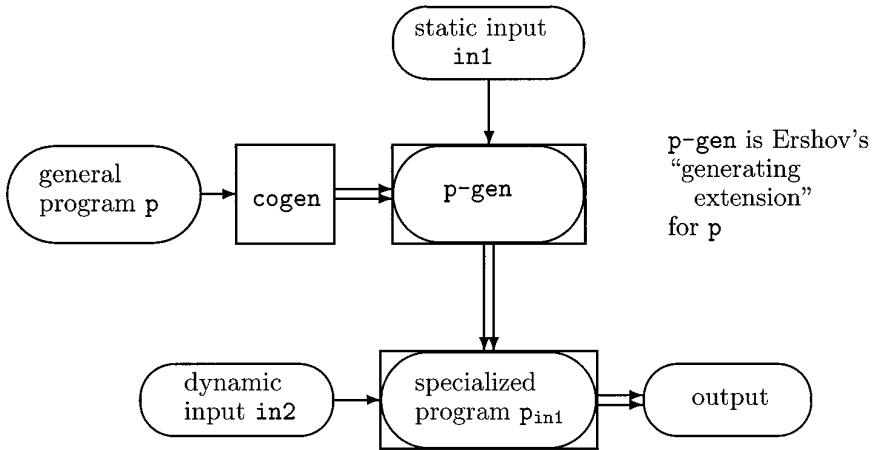 static input
in1
general
program p
cogen
p-gen
p-gen is Ershov's
“generating
extension”
for p
dynamic
input in2
specialized
program p_in1
output